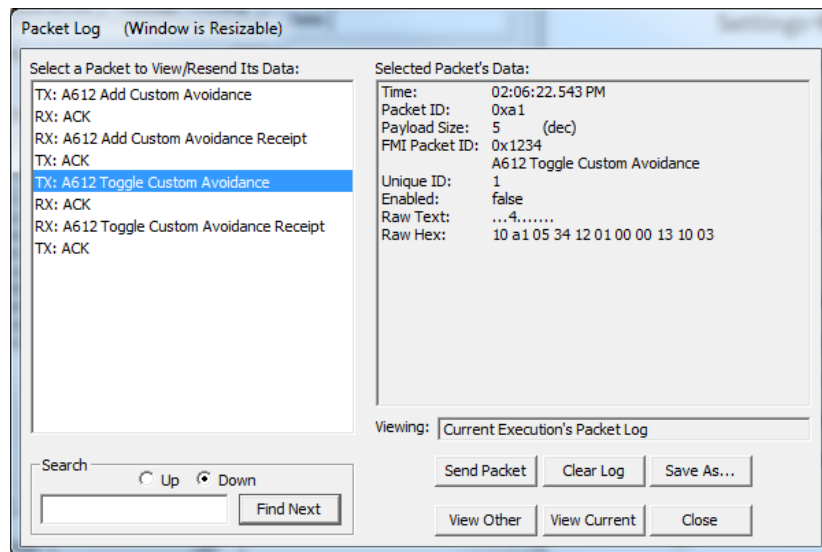 Packet Log (Window is Resizable)
Select a Packet to View/Resend Its Data:
TX: A612 Add Custom Avoidance
RX: ACK
RX: A612 Add Custom Avoidance Receipt
TX: ACK
TX: A612 Toggle Custom Avoidance
RX: ACK
RX: A612 Toggle Custom Avoidance Receipt
TX: ACK
Search
Up Down
Find Next
Selected Packet's Data:
Time: 02:06:22.543 PM
Packet ID: 0xa1
Payload Size: 5 (dec)
FMI Packet ID: 0x1234
A612 Toggle Custom Avoidance
Unique ID: 1
Enabled: false
Raw Text: ...4.......
Raw Hex: 10 a1 05 34 12 01 00 00 13 10 03
Viewing: Current Execution's Packet Log
Send Packet Clear Log Save As...
View Other View Current Close